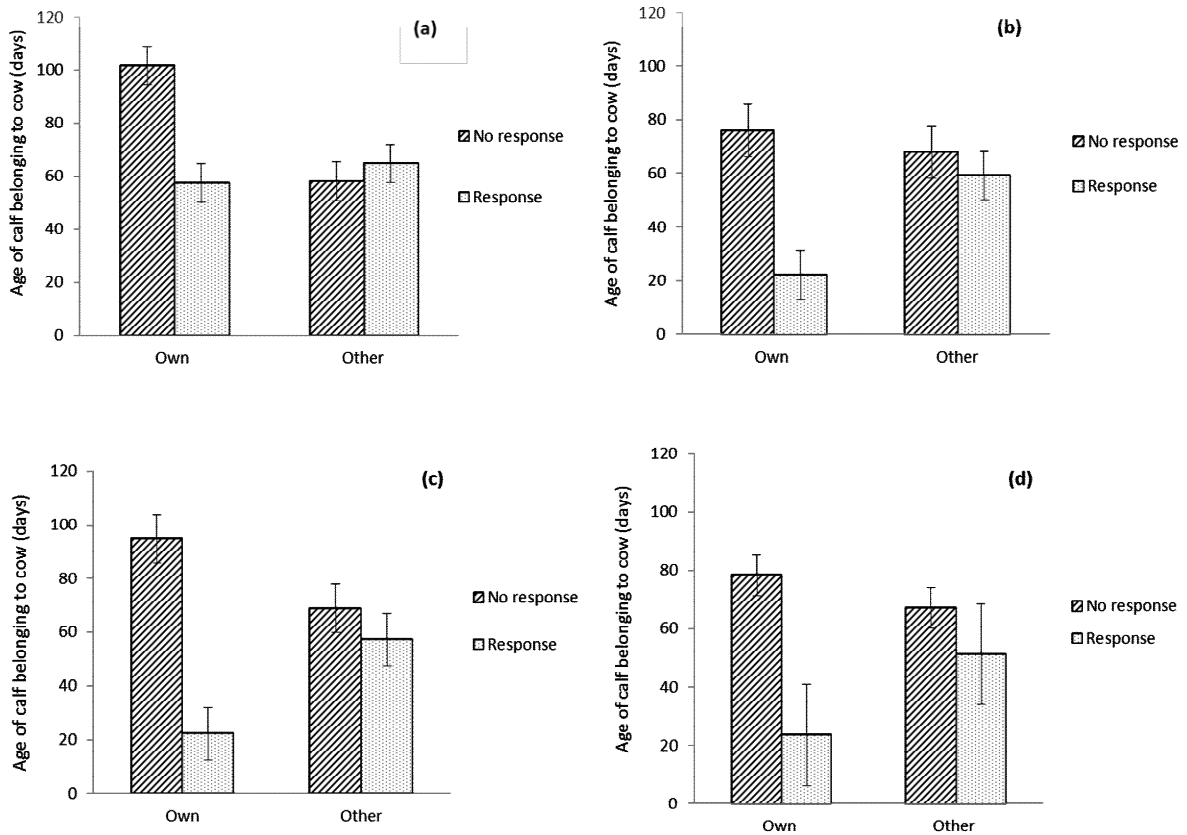 (a)
Age of calf belonging to cow (days)
120
100
80
60
40
20
0
Own Other
No response
Response
(b)
Age of calf belonging to cow (days)
120
100
80
60
40
20
0
Own Other
No response
Response
(c)
Age of calf belonging to cow (days)
120
100
80
60
40
20
0
Own Other
No response
Response
(d)
Age of calf belonging to cow (days)
120
100
80
60
40
20
0
Own Other
No response
Response